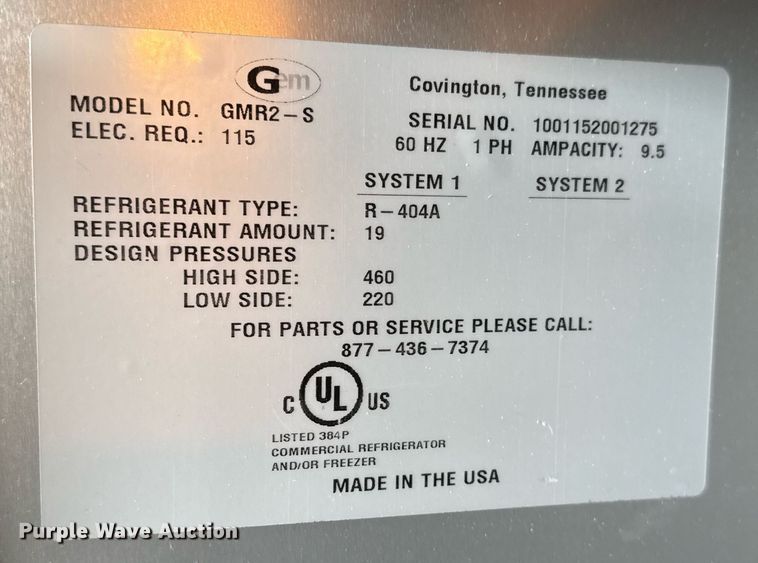 Gem
Covington, Tennessee
MODEL NO. GMR2-S
SERIAL NO. 1001152001275
ELEC. REQ.: 115
60 HZ 1 PH AMPACITY: 9.5
SYSTEM 1 SYSTEM 2
REFRIGERANT TYPE: R-404A
REFRIGERANT AMOUNT: 19
DESIGN PRESSURES
HIGH SIDE: 460
LOW SIDE: 220
FOR PARTS OR SERVICE PLEASE CALL:
877-436-7374
C UL US
LISTED 384P
COMMERCIAL REFRIGERATOR
AND/OR FREEZER
MADE IN THE USA
Purple Wave Auction